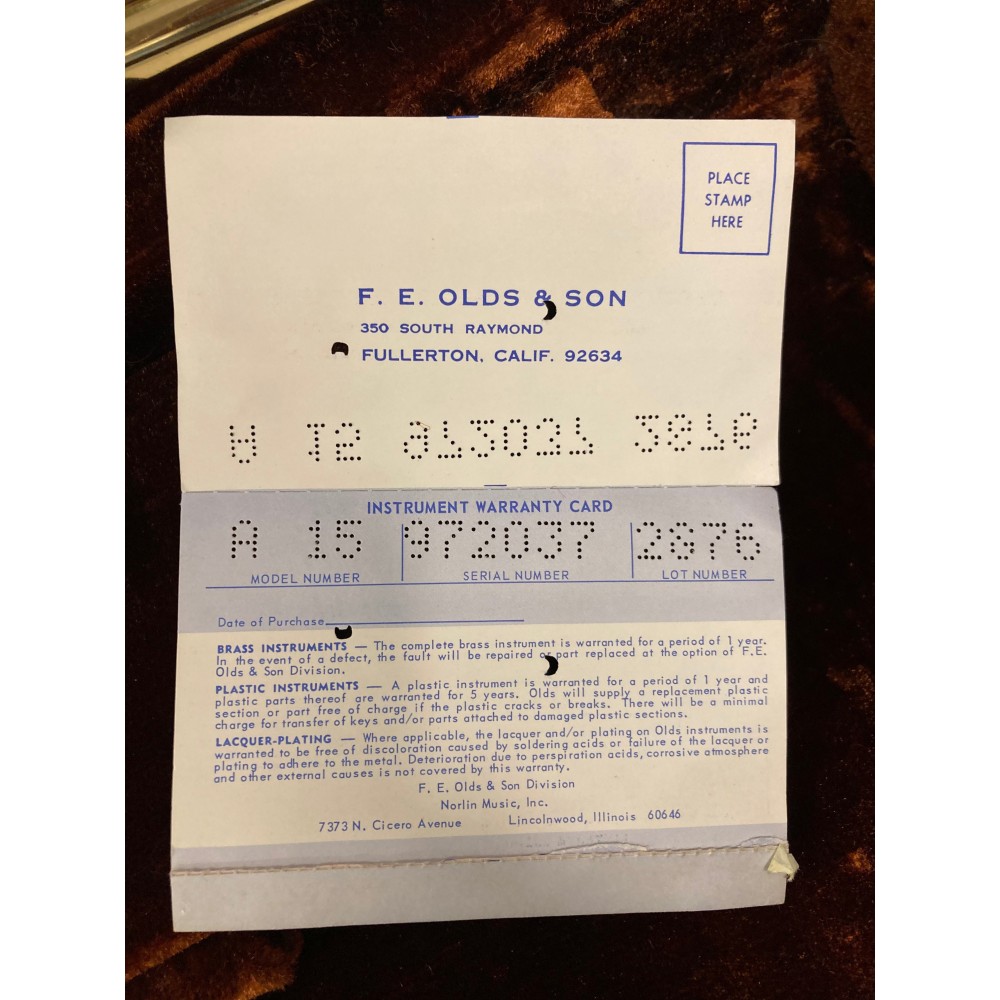 PLACE
STAMP
HERE
F. E. OLDS & SON
350 SOUTH RAYMOND
FULLERTON, CALIF. 92634
INSTRUMENT WARRANTY CARD
A 15 972037 2876
MODEL NUMBER SERIAL NUMBER LOT NUMBER
Date of Purchase
BRASS INSTRUMENTS — The complete brass instrument is warranted for a period of 1 year.
In the event of a defect, the fault will be repaired or part replaced at the option of F.E.
Olds & Son Division.
PLASTIC INSTRUMENTS — A plastic instrument is warranted for a period of 1 year and
plastic parts thereof are warranted for 5 years. Olds will supply a replacement plastic
section or part free of charge if the plastic cracks or breaks. There will be a minimal
charge for transfer of keys and/or parts attached to damaged plastic sections.
LACQUER-PLATING — Where applicable, the lacquer and/or plating on Olds instruments is
warranted to be free of discoloration caused by soldering acids or failure of the lacquer or
plating to adhere to the metal. Deterioration due to perspiration acids, corrosive atmosphere
and other external causes is not covered by this warranty.
F. E. Olds & Son Division
Norlin Music, Inc.
7373 N. Cicero Avenue Lincolnwood, Illinois 60646